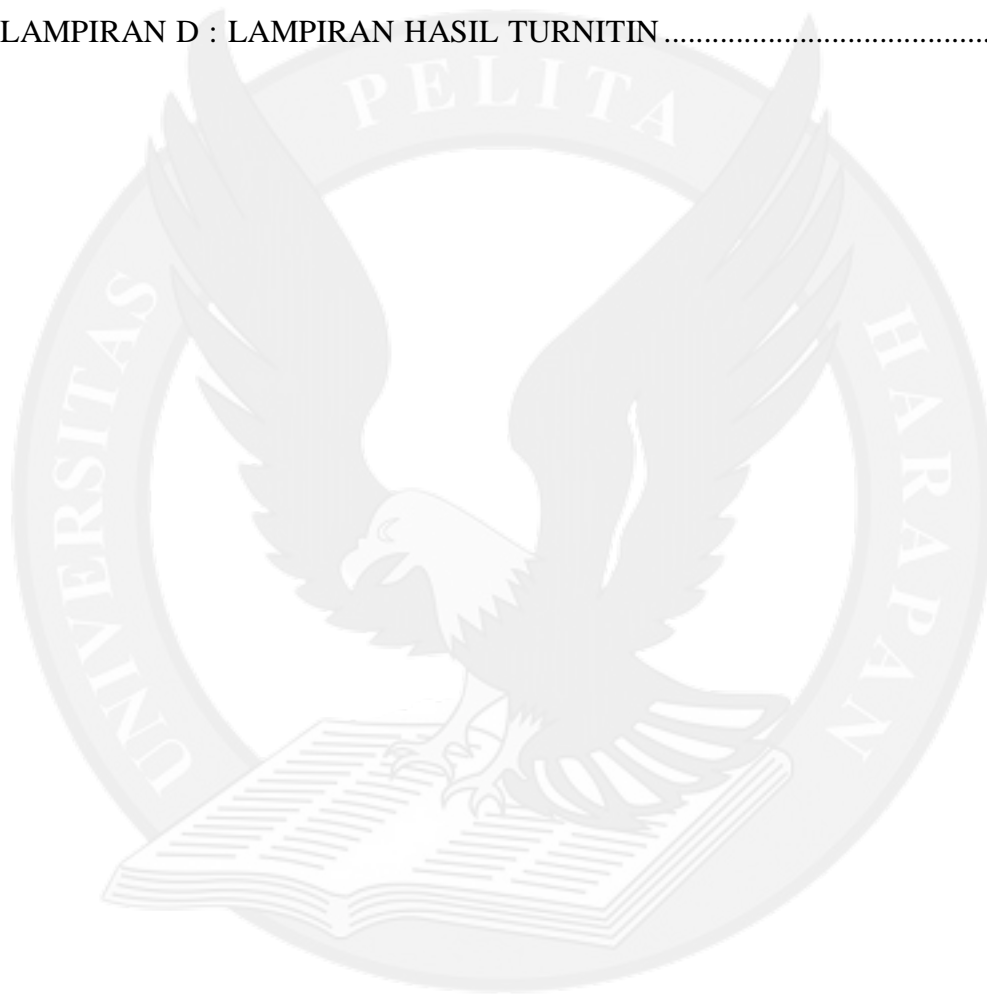 LAMPIRAN D : LAMPIRAN HASIL TURNITIN.........................................
UNIVERSITAS PELITA HARAPAN